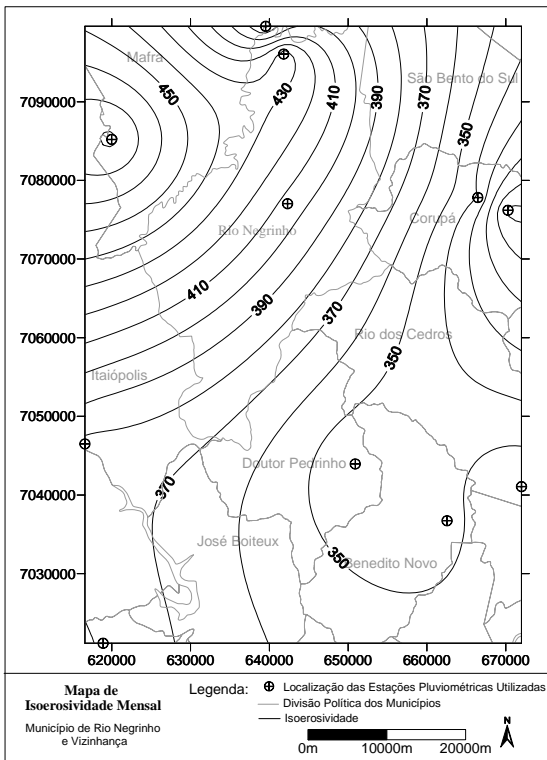 Mafra
São Bento do Sul
450
430
410
390
370
350
7090000
7080000
Corupá
Rio Negrinho
7070000
410
390
370
7060000
Rio dos Cedros
350
Itaiópolis
7050000
Doutor Pedrinho
370
7040000
José Boiteux
350
Benedito Novo
7030000
620000 630000 640000 650000 660000 670000
Mapa de
Isoerosividade Mensal
Município de Rio Negrinho
e Vizinhança
Legenda:
Localização das Estações Pluviométricas Utilizadas
Divisão Política dos Municípios
Isoerosividade
0m 10000m 20000m
N